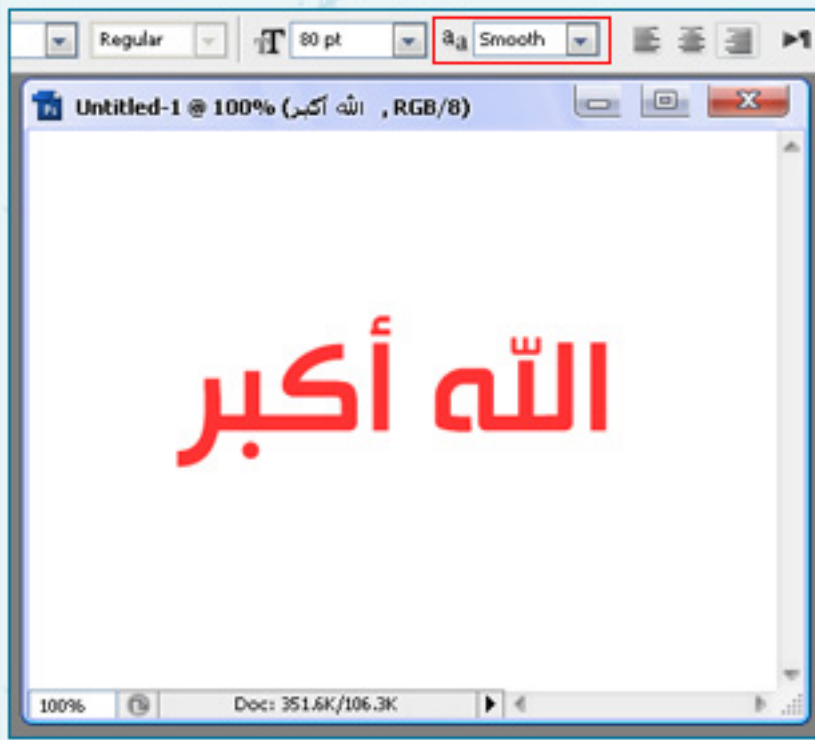 Regular 80 pt aa Smooth
Untitled-1 @ 100% (الله أكبر , RGB/8)
الله أكبر
100% Doc: 351.6K/106.3K